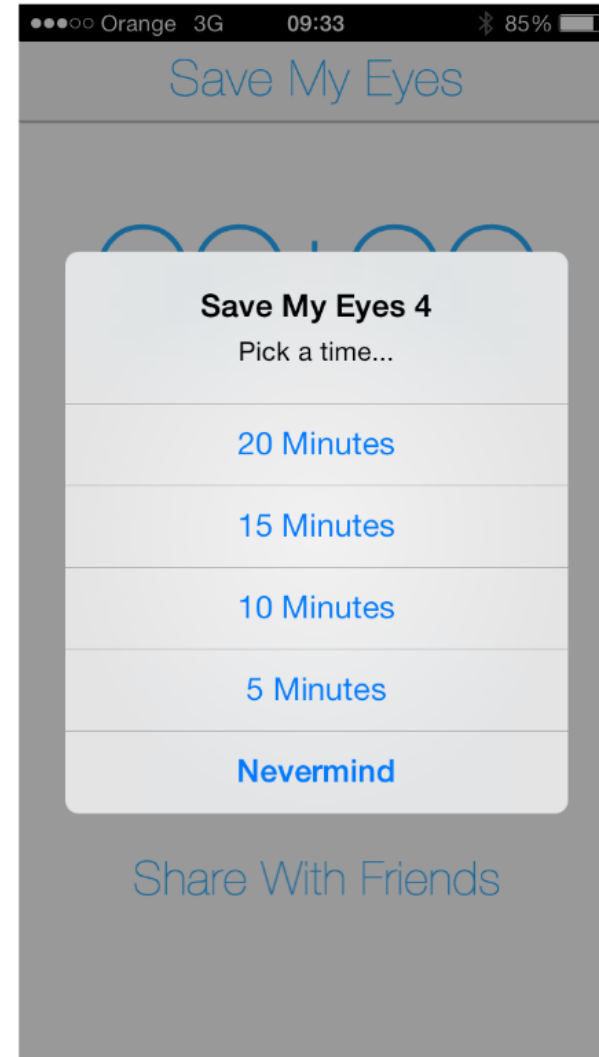 Orange 3G 09:33 85%
Save My Eyes
Save My Eyes 4
Pick a time...
20 Minutes
15 Minutes
10 Minutes
5 Minutes
Nevermind
Share With Friends